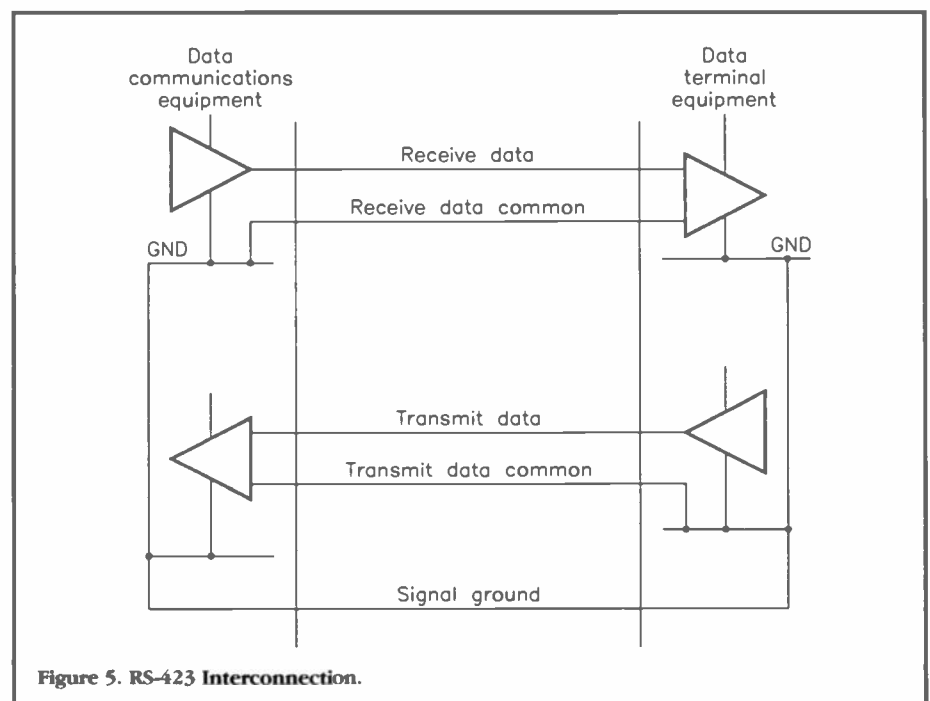 Data
communications
equipment
Data
terminal
equipment
Receive data
Receive data common
GND
GND
Transmit data
Transmit data common
Signal ground
Figure 5. RS-423 Interconnection.